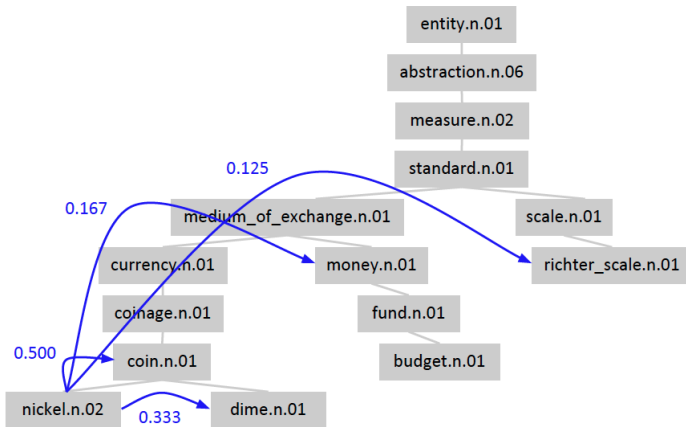 entity.n.01
abstraction.n.06
measure.n.02
standard.n.01
0.125
0.167
medium_of_exchange.n.01
scale.n.01
currency.n.01
money.n.01
richter_scale.n.01
coinage.n.01
fund.n.01
0.500
coin.n.01
budget.n.01
nickel.n.02
0.333
dime.n.01